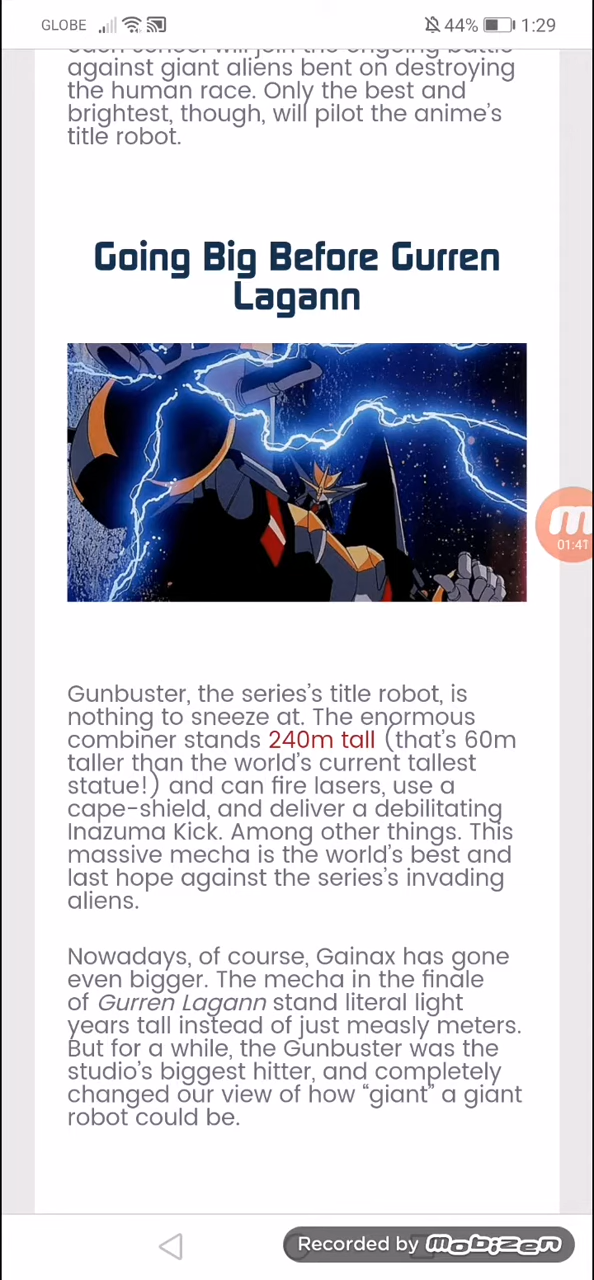 GLOBE 44% 1:29
against giant aliens bent on destroying
the human race. Only the best and
brightest, though, will pilot the anime's
title robot.
Going Big Before Gurren
Lagann
01:41
Gunbuster, the series's title robot, is
nothing to sneeze at. The enormous
combiner stands 240m tall (that's 60m
taller than the world's current tallest
statue!) and can fire lasers, use a
cape-shield, and deliver a debilitating
Inazuma Kick. Among other things. This
massive mecha is the world's best and
last hope against the series's invading
aliens.
Nowadays, of course, Gainax has gone
even bigger. The mecha in the finale
of Gurren Lagann stand literal light
years tall instead of just measly meters.
But for a while, the Gunbuster was the
studio's biggest hitter, and completely
changed our view of how “giant” a giant
robot could be.
Recorded by mobizen